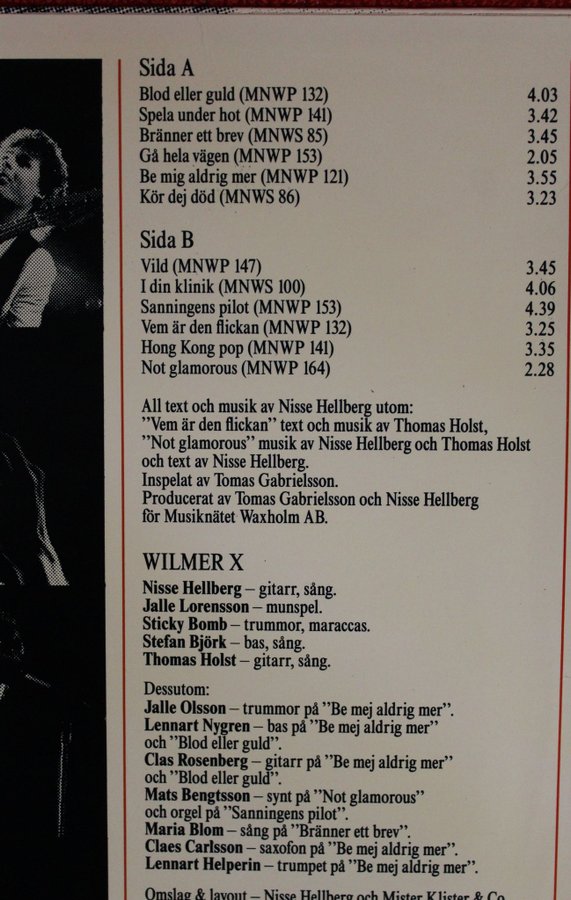 Sida A
Blod eller guld (MNWP 132) 4.03
Spela under hot (MNWP 141) 3.42
Bränner ett brev (MNWS 85) 3.45
Gå hela vägen (MNWP 153) 2.05
Be mig aldrig mer (MNWP 121) 3.55
Kör dej död (MNWS 86) 3.23
Sida B
Vild (MNWP 147) 3.45
I din klinik (MNWS 100) 4.06
Sanningens pilot (MNWP 153) 4.39
Vem är den flickan (MNWP 132) 3.25
Hong Kong pop (MNWP 141) 3.35
Not glamorous (MNWP 164) 2.28
All text och musik av Nisse Hellberg utom:
”Vem är den flickan” text och musik av Thomas Holst,
”Not glamorous” musik av Nisse Hellberg och Thomas Holst
och text av Nisse Hellberg.
Inspelat av Tomas Gabrielsson.
Producerat av Tomas Gabrielsson och Nisse Hellberg
för Musiknätet Waxholm AB.
WILMER X
Nisse Hellberg – gitarr, sång.
Jalle Lorensson – munspel.
Sticky Bomb – trummor, maraccas.
Stefan Björk – bas, sång.
Thomas Holst – gitarr, sång.
Dessutom:
Jalle Olsson – trummor på ”Be mej aldrig mer”.
Lennart Nygren – bas på ”Be mej aldrig mer”
och ”Blod eller guld”.
Clas Rosenberg – gitarr på ”Be mej aldrig mer”
och ”Blod eller guld”.
Mats Bengtsson – synt på ”Not glamorous”
och orgel på ”Sanningens pilot”.
Maria Blom – sång på ”Bränner ett brev”.
Claes Carlsson – saxofon på ”Be mej aldrig mer”.
Lennart Helperin – trumpet på ”Be mej aldrig mer”.
Omslag & layout – Nisse Hellberg och Mister Klister & Co